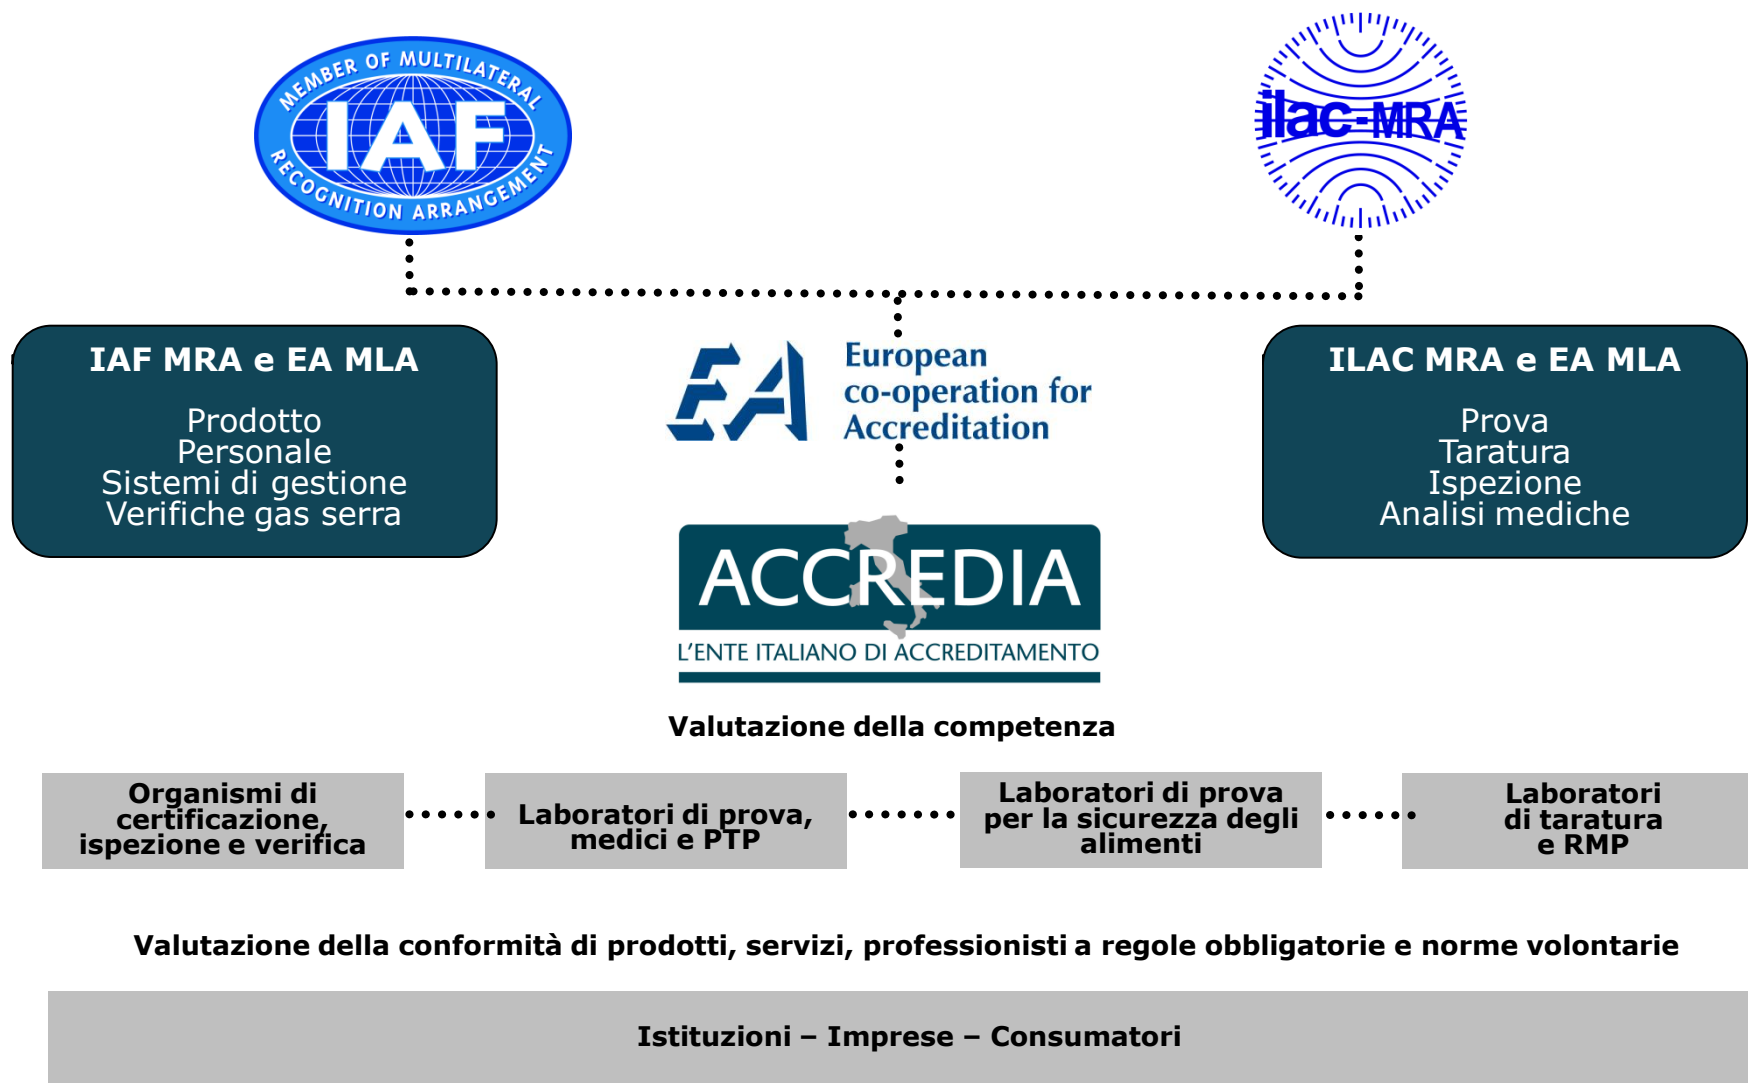 MEMBER OF MULTILATERAL
IAF
RECOGNITION ARRANGEMENT
ilac-MRA
IAF MRA e EA MLA
Prodotto
Personale
Sistemi di gestione
Verifiche gas serra
EA
European
co-operation for
Accreditation
ILAC MRA e EA MLA
Prova
Taratura
Ispezione
Analisi mediche
ACCREDIA
L'ENTE ITALIANO DI ACCREDITAMENTO
Valutazione della competenza
Organismi di
certificazione,
ispezione e verifica
Laboratori di prova,
medici e PTP
Laboratori di prova
per la sicurezza degli
alimenti
Laboratori
di taratura
e RMP
Valutazione della conformità di prodotti, servizi, professionisti a regole obbligatorie e norme volontarie
Istituzioni – Imprese – Consumatori